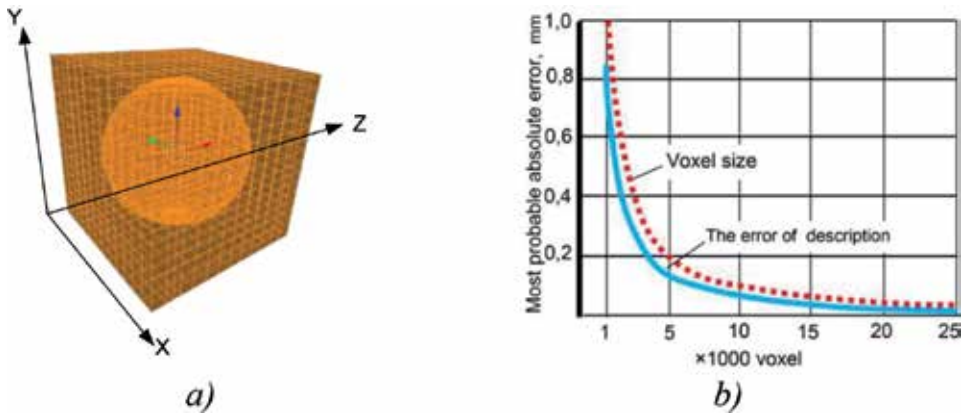 Y
Z
X
a)
Most probable absolute error, mm
1,0
0,8
0,6
0,4
0,2
Voxel size
The error of description
1 5 10 15 20 25
×1000 voxel
b)